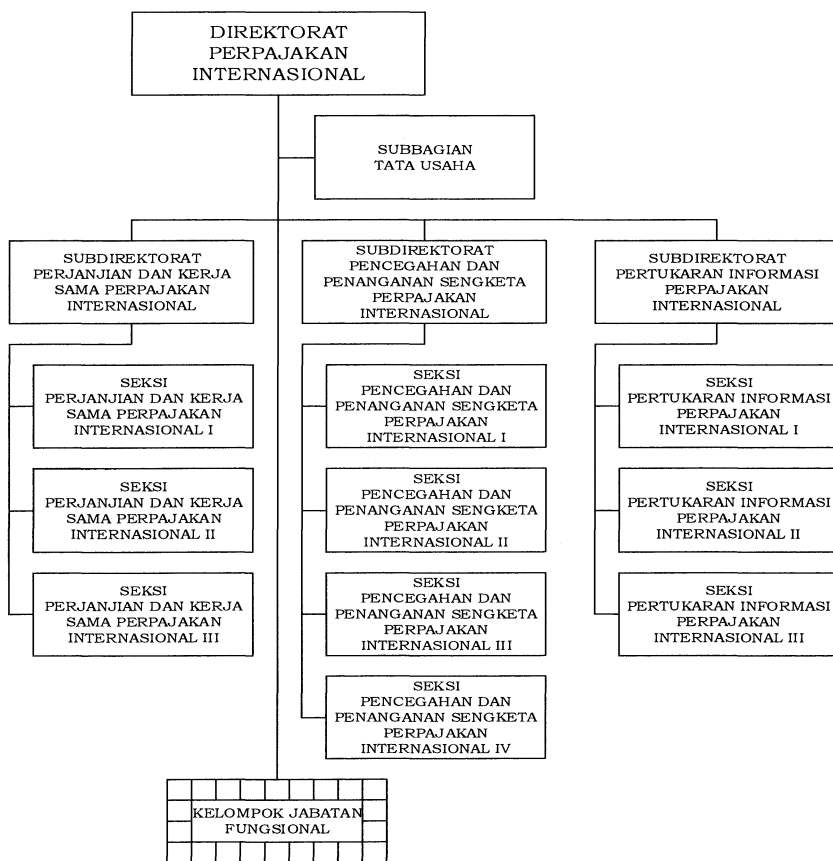 DIREKTORAT
PERPAJAKAN
INTERNASIONAL
SUBBAGIAN
TATA USAHA
SUBDIREKTORAT
PERJANJIAN DAN KERJA
SAMA PERPAJAKAN
INTERNASIONAL
SEKSI
PERJANJIAN DAN KERJA
SAMA PERPAJAKAN
INTERNASIONAL I
SEKSI
PERJANJIAN DAN KERJA
SAMA PERPAJAKAN
INTERNASIONAL II
SEKSI
PERJANJIAN DAN KERJA
SAMA PERPAJAKAN
INTERNASIONAL III
SUBDIREKTORAT
PENCEGAHAN DAN
PENANGANAN SENGKETA
PERPAJAKAN
INTERNASIONAL
SEKSI
PENCEGAHAN DAN
PENANGANAN SENGKETA
PERPAJAKAN
INTERNASIONAL I
SEKSI
PENCEGAHAN DAN
PENANGANAN SENGKETA
PERPAJAKAN
INTERNASIONAL II
SEKSI
PENCEGAHAN DAN
PENANGANAN SENGKETA
PERPAJAKAN
INTERNASIONAL III
SEKSI
PENCEGAHAN DAN
PENANGANAN SENGKETA
PERPAJAKAN
INTERNASIONAL IV
SUBDIREKTORAT
PERTUKARAN INFORMASI
PERPAJAKAN
INTERNASIONAL
SEKSI
PERTUKARAN INFORMASI
PERPAJAKAN
INTERNASIONAL I
SEKSI
PERTUKARAN INFORMASI
PERPAJAKAN
INTERNASIONAL II
SEKSI
PERTUKARAN INFORMASI
PERPAJAKAN
INTERNASIONAL III
KELOMPOK JABATAN
FUNGSIONAL